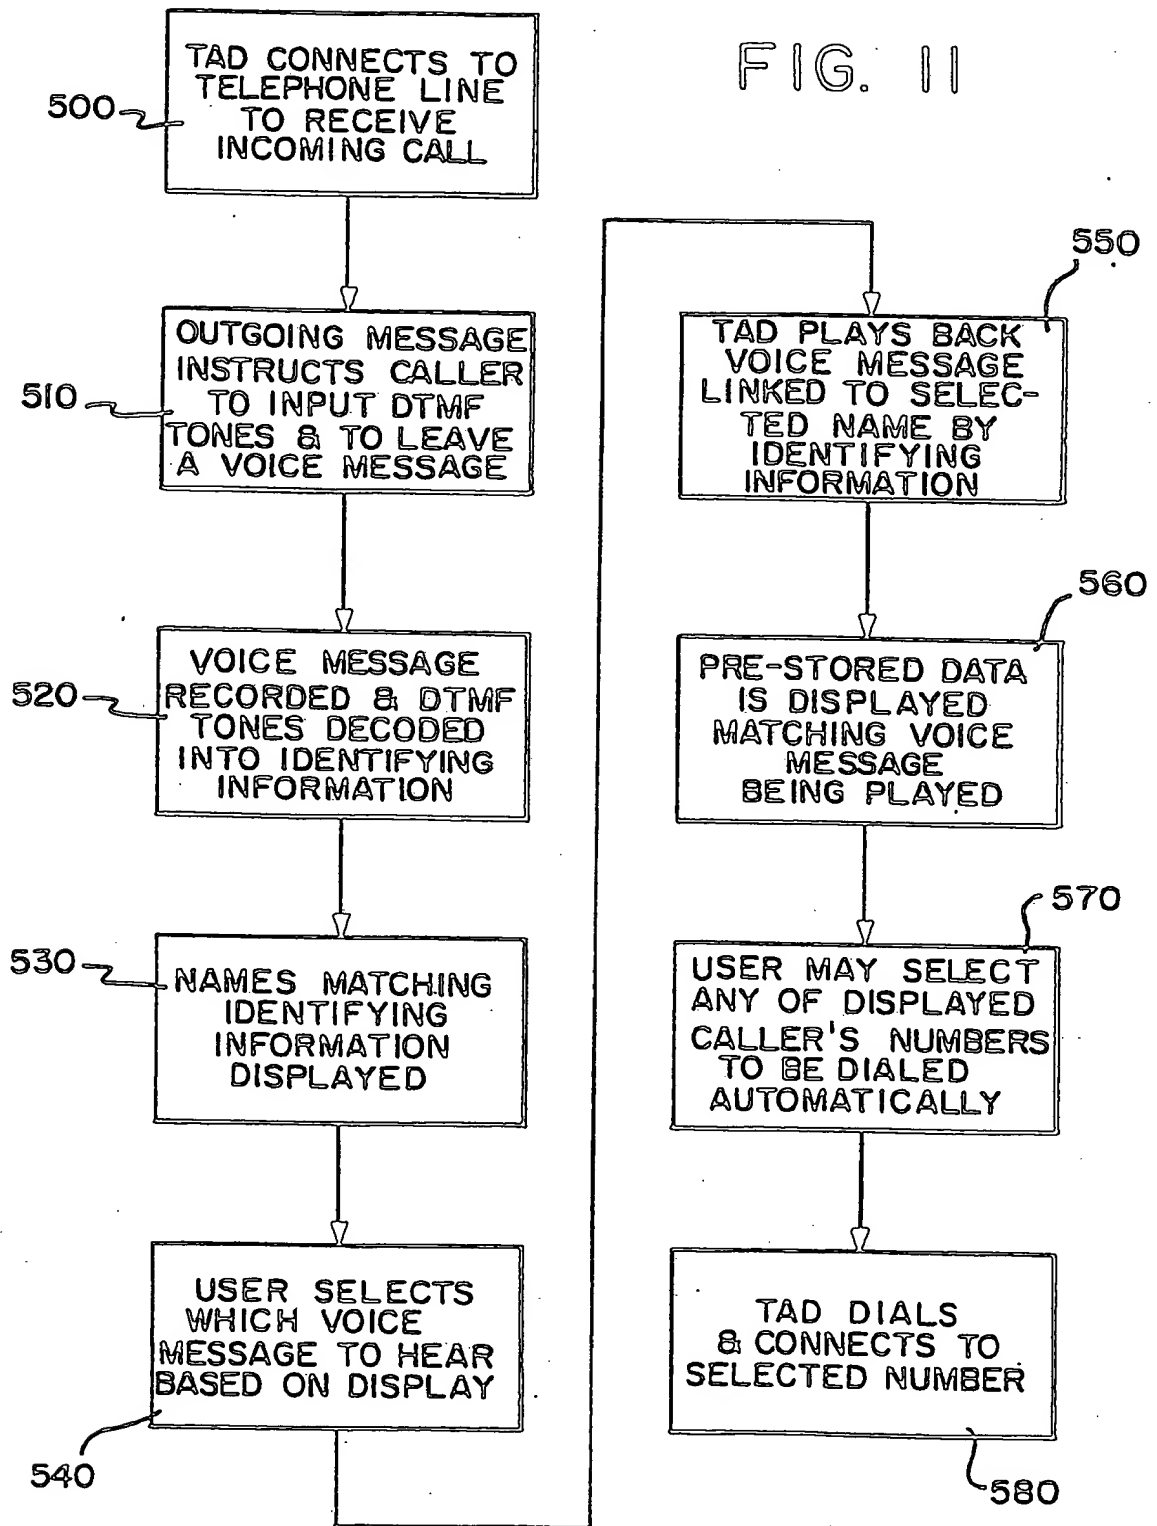 FIG. 11
500
TAD CONNECTS TO
TELEPHONE LINE
TO RECEIVE
INCOMING CALL
510
OUTGOING MESSAGE
INSTRUCTS CALLER
TO INPUT DTMF
TONES & TO LEAVE
A VOICE MESSAGE
520
VOICE MESSAGE
RECORDED & DTMF
TONES DECODED
INTO IDENTIFYING
INFORMATION
530
NAMES MATCHING
IDENTIFYING
INFORMATION
DISPLAYED
540
USER SELECTS
WHICH VOICE
MESSAGE TO HEAR
BASED ON DISPLAY
550
TAD PLAYS BACK
VOICE MESSAGE
LINKED TO SELEC-
TED NAME BY
IDENTIFYING
INFORMATION
560
PRE-STORED DATA
IS DISPLAYED
MATCHING VOICE
MESSAGE
BEING PLAYED
570
USER MAY SELECT
ANY OF DISPLAYED
CALLER'S NUMBERS
TO BE DIALED
AUTOMATICALLY
580
TAD DIALS
& CONNECTS TO
SELECTED NUMBER